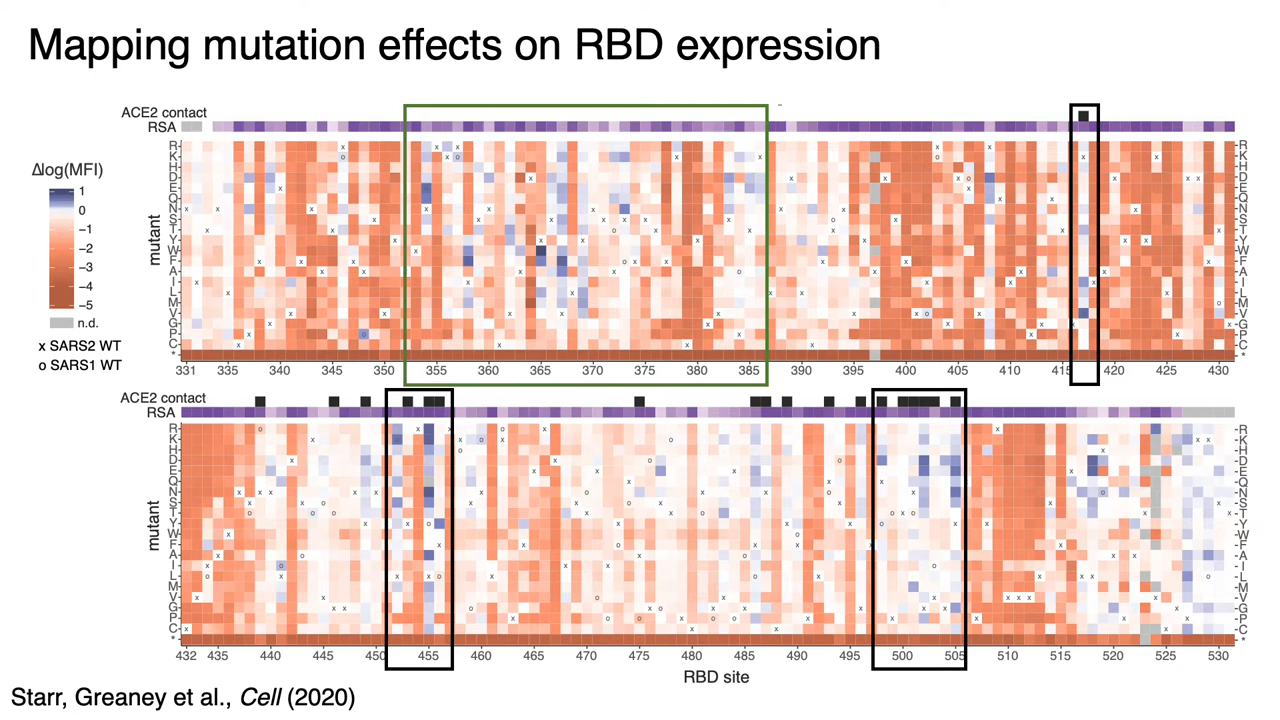 Mapping mutation effects on RBD expression
ACE2 contact
RSA
Δlog(MFI)
1
0
−1
−2
−3
−4
−5
n.d.
x SARS2 WT
o SARS1 WT
mutant
R
K
H
D
E
Q
N
S
T
Y
W
F
A
I
L
M
V
G
P
C
*
R
K
H
D
E
Q
N
S
T
Y
W
F
A
I
L
M
V
G
P
C
*
331 335 340 345 350 355 360 365 370 375 380 385 390 395 400 405 410 415 420 425 430
ACE2 contact
RSA
mutant
R
K
H
D
E
Q
N
S
T
Y
W
F
A
I
L
M
V
G
P
C
*
R
K
H
D
E
Q
N
S
T
Y
W
F
A
I
L
M
V
G
P
C
*
432 435 440 445 450 455 460 465 470 475 480 485 490 495 500 505 510 515 520 525 530
RBD site
Starr, Greaney et al., Cell (2020)